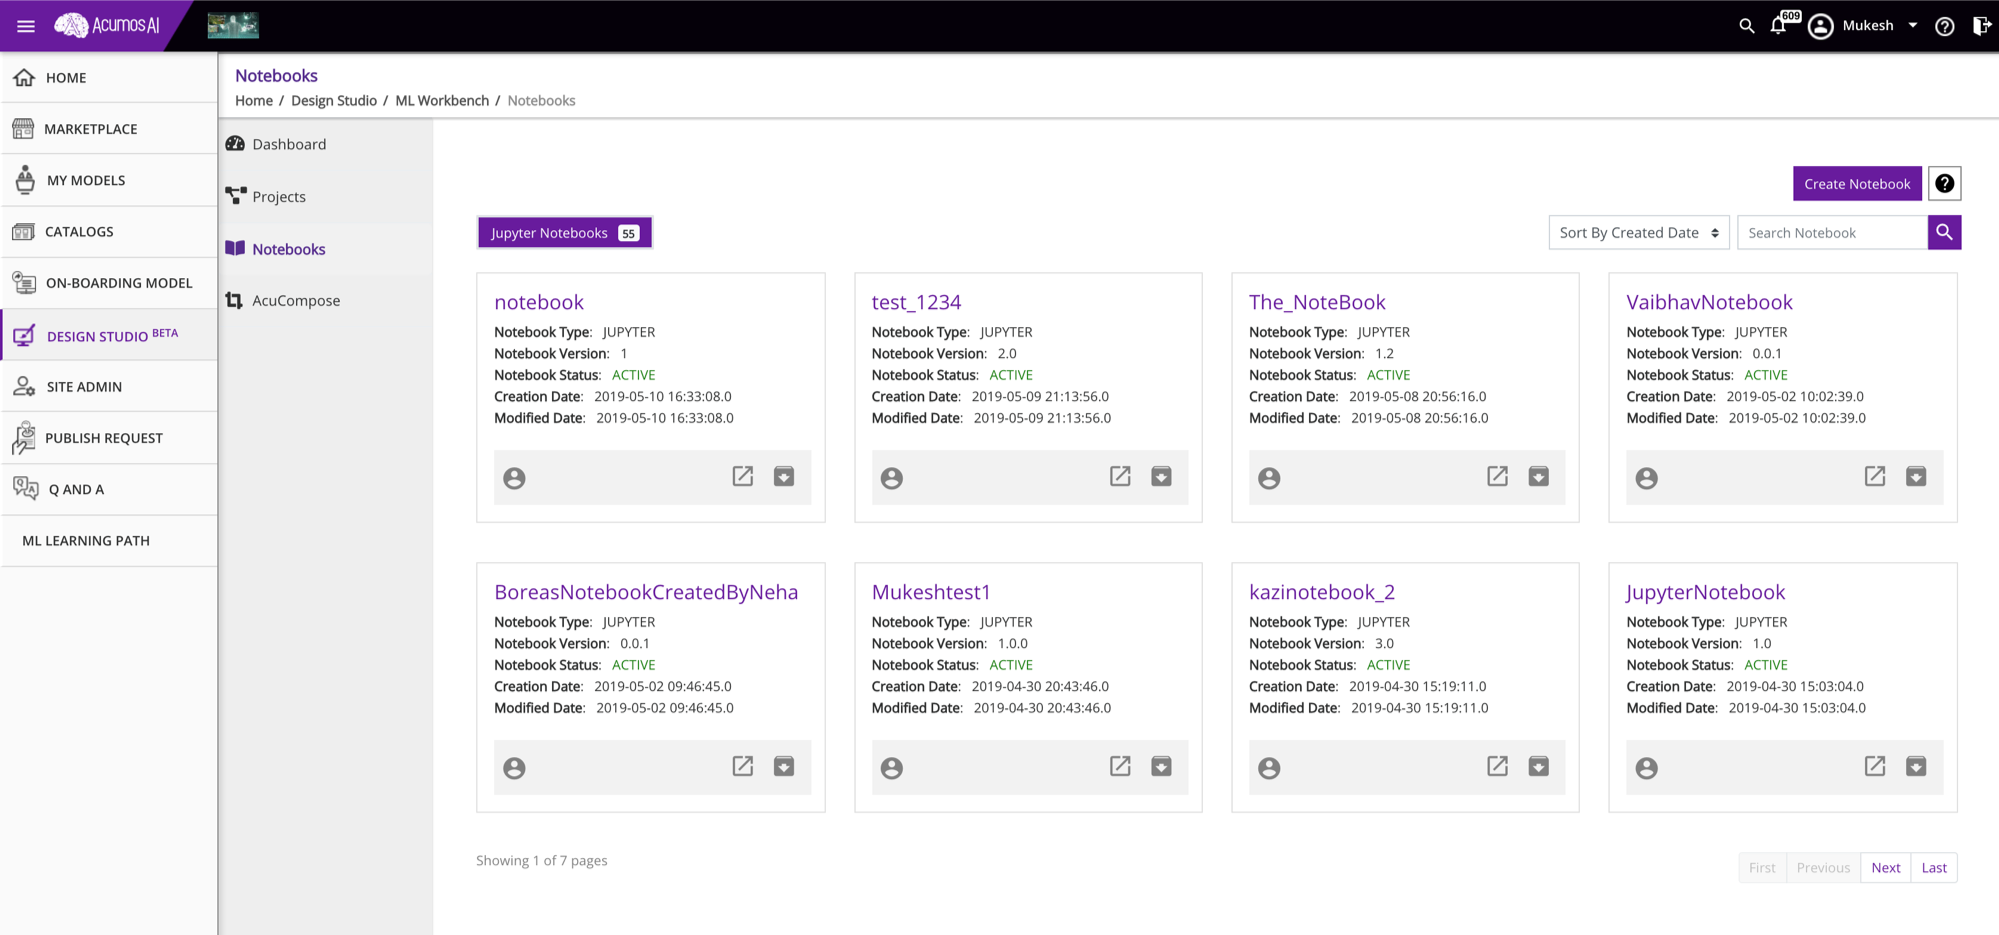 Acumos AI
609
Mukesh
HOME
MARKETPLACE
MY MODELS
CATALOGS
ON-BOARDING MODEL
DESIGN STUDIO BETA
SITE ADMIN
PUBLISH REQUEST
Q AND A
ML LEARNING PATH
Notebooks
Home / Design Studio / ML Workbench / Notebooks
Dashboard
Projects
Notebooks
AcuCompose
Create Notebook
Jupyter Notebooks 55
Sort By Created Date
Search Notebook
notebook
Notebook Type: JUPYTER
Notebook Version: 1
Notebook Status: ACTIVE
Creation Date: 2019-05-10 16:33:08.0
Modified Date: 2019-05-10 16:33:08.0
test_1234
Notebook Type: JUPYTER
Notebook Version: 2.0
Notebook Status: ACTIVE
Creation Date: 2019-05-09 21:13:56.0
Modified Date: 2019-05-09 21:13:56.0
The_NoteBook
Notebook Type: JUPYTER
Notebook Version: 1.2
Notebook Status: ACTIVE
Creation Date: 2019-05-08 20:56:16.0
Modified Date: 2019-05-08 20:56:16.0
VaibhavNotebook
Notebook Type: JUPYTER
Notebook Version: 0.0.1
Notebook Status: ACTIVE
Creation Date: 2019-05-02 10:02:39.0
Modified Date: 2019-05-02 10:02:39.0
BoreasNotebookCreatedByNeha
Notebook Type: JUPYTER
Notebook Version: 0.0.1
Notebook Status: ACTIVE
Creation Date: 2019-05-02 09:46:45.0
Modified Date: 2019-05-02 09:46:45.0
Mukeshtest1
Notebook Type: JUPYTER
Notebook Version: 1.0.0
Notebook Status: ACTIVE
Creation Date: 2019-04-30 20:43:46.0
Modified Date: 2019-04-30 20:43:46.0
kazinotebook_2
Notebook Type: JUPYTER
Notebook Version: 3.0
Notebook Status: ACTIVE
Creation Date: 2019-04-30 15:19:11.0
Modified Date: 2019-04-30 15:19:11.0
JupyterNotebook
Notebook Type: JUPYTER
Notebook Version: 1.0
Notebook Status: ACTIVE
Creation Date: 2019-04-30 15:03:04.0
Modified Date: 2019-04-30 15:03:04.0
Showing 1 of 7 pages
First Previous Next Last